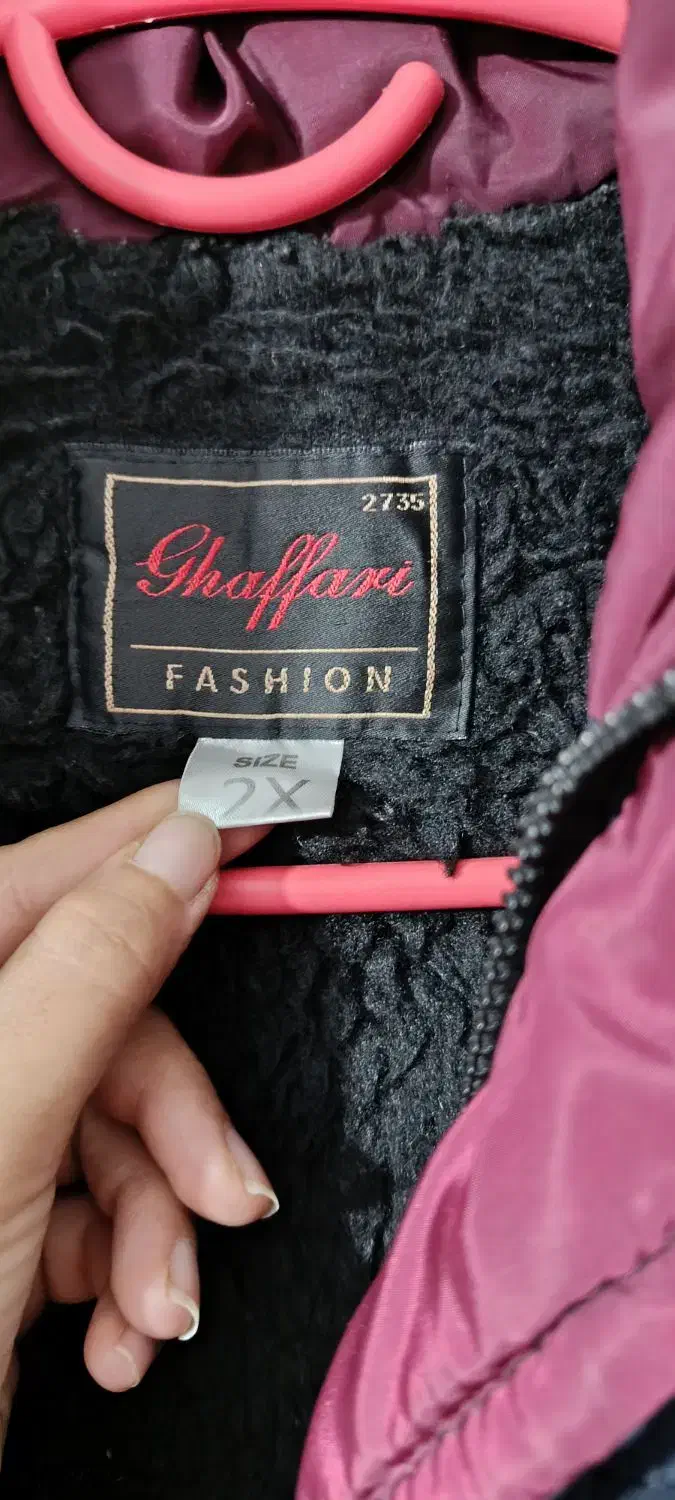 2735
Ghaffari
FASHION
SIZE
2X